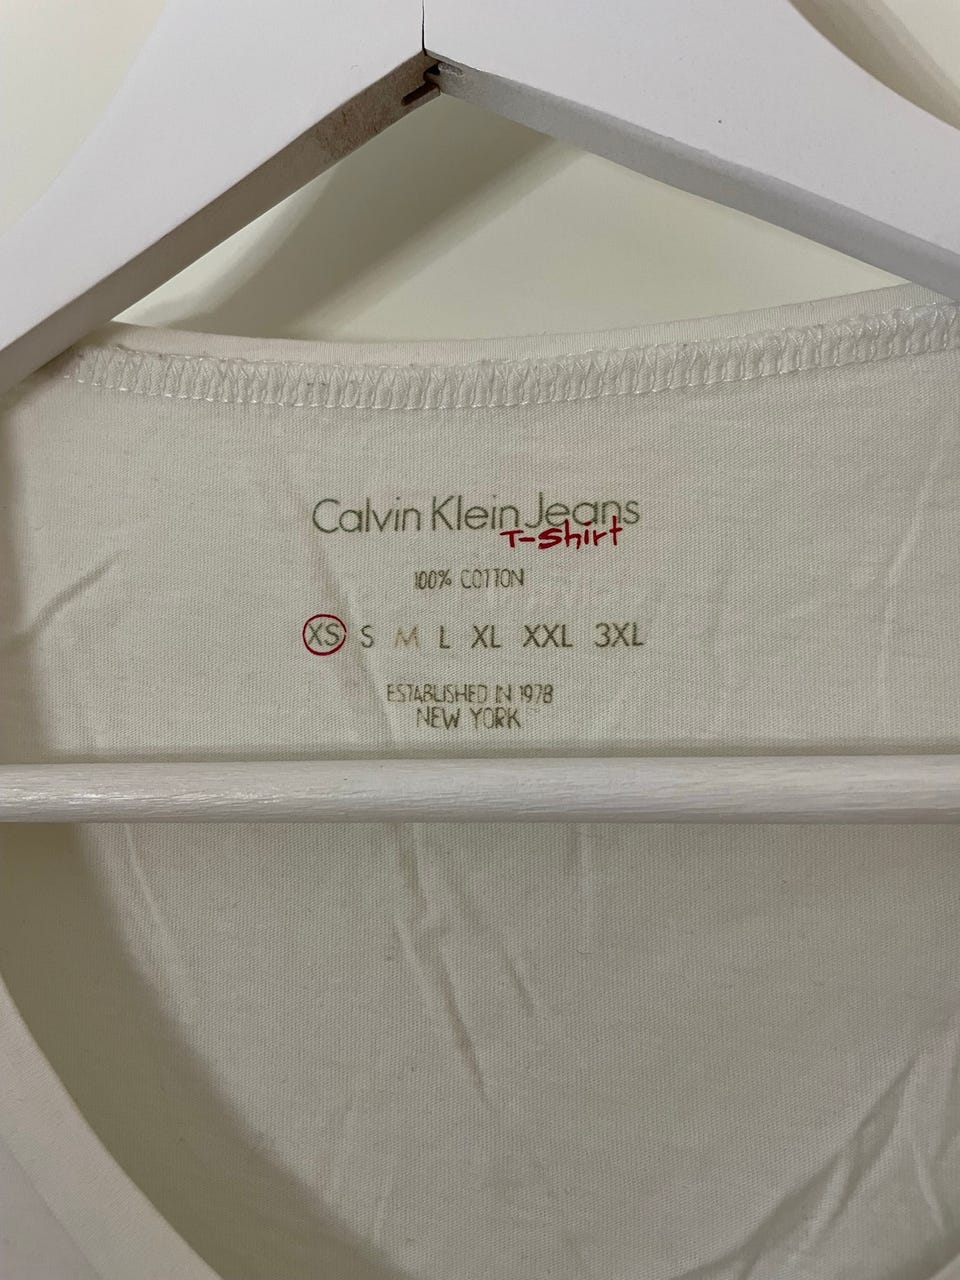 Calvin Klein Jeans
T-Shirt
100% COTTON
XS S M L XL XXL 3XL
ESTABLISHED IN 1978
NEW YORK